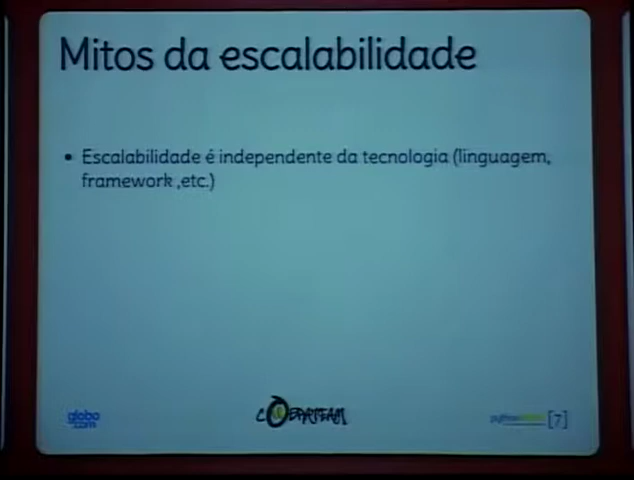 Mitos da escalabilidade
• Escalabilidade é independente da tecnologia (linguagem,
framework ,etc.)
globo
.com
[7]